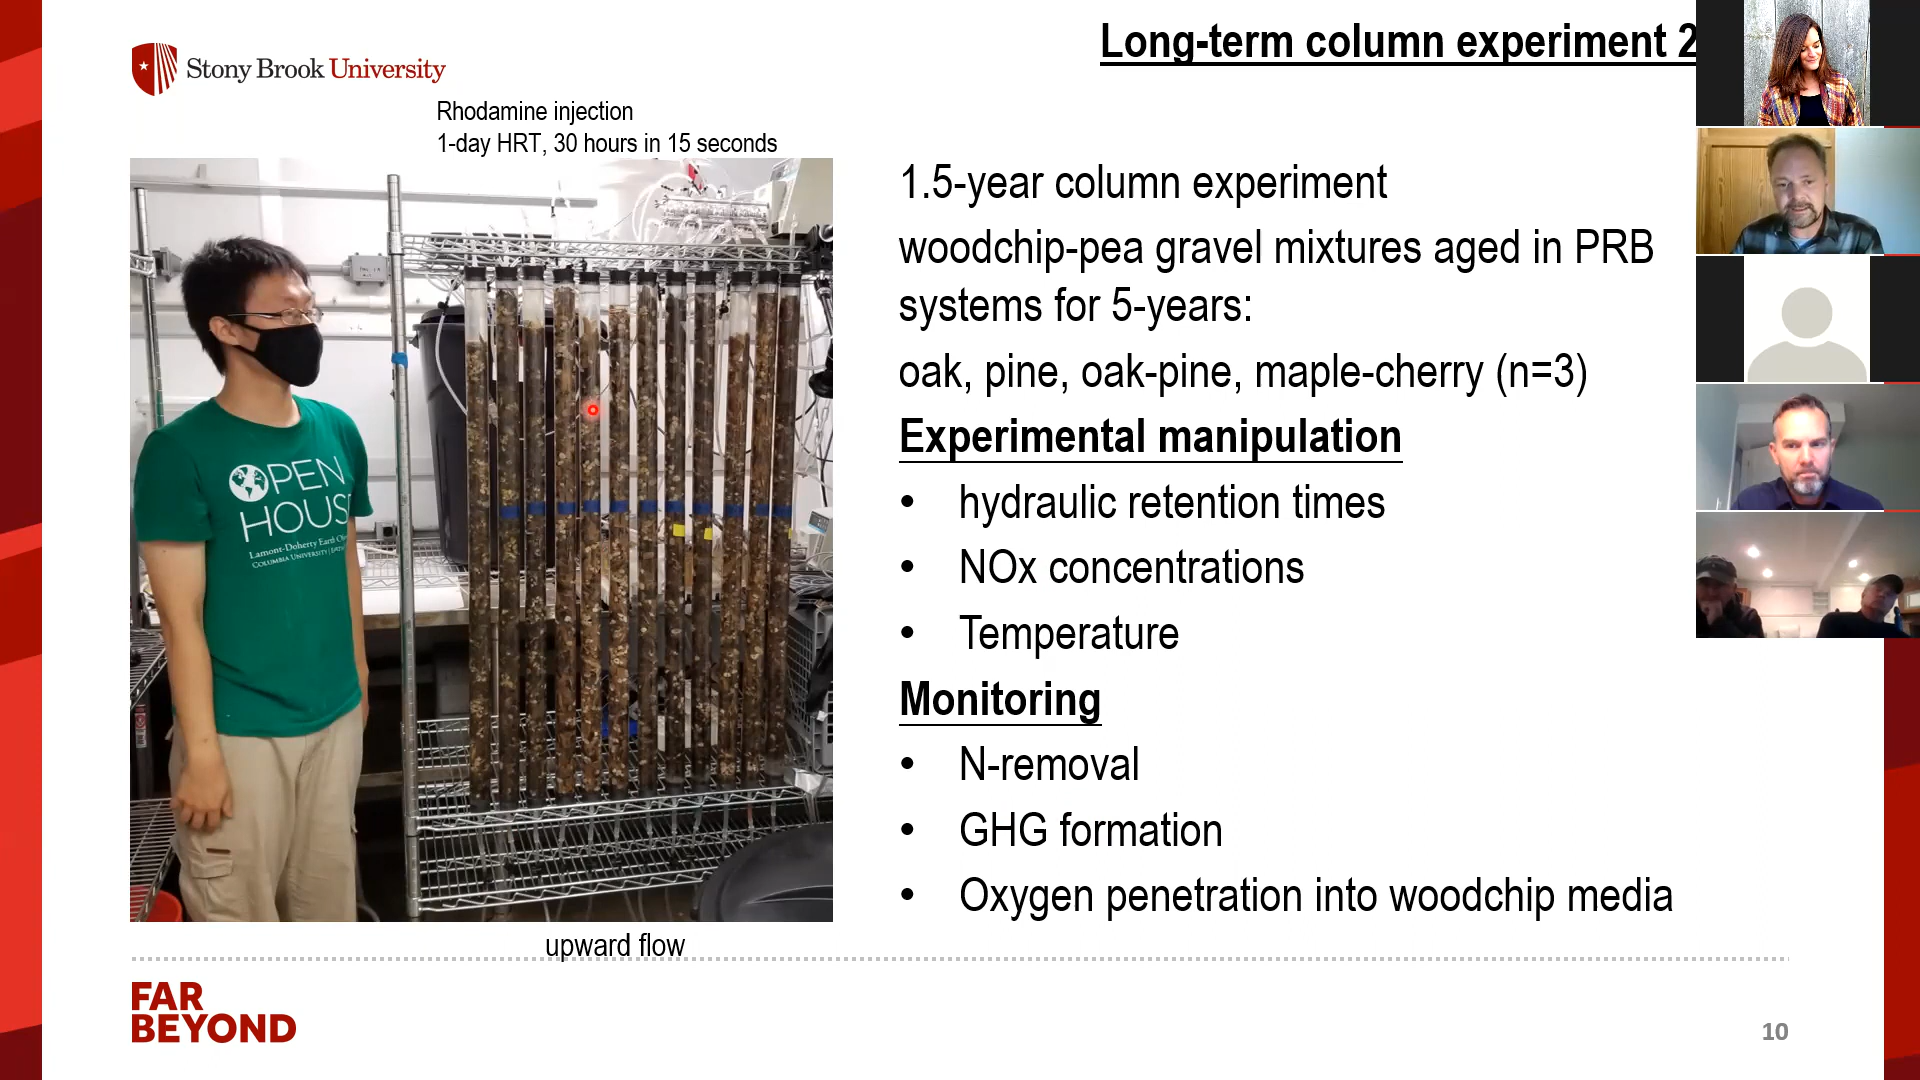 Long-term column experiment 2
Stony Brook University
Rhodamine injection
1-day HRT, 30 hours in 15 seconds
1.5-year column experiment
woodchip-pea gravel mixtures aged in PRB
systems for 5-years:
oak, pine, oak-pine, maple-cherry (n=3)
Experimental manipulation
• hydraulic retention times
• NOx concentrations
• Temperature
Monitoring
• N-removal
• GHG formation
• Oxygen penetration into woodchip media
OPEN
HOUS
Lamont-Doherty Earth
COLUMBIA UNIVERSITY
upward flow
FAR
BEYOND
10